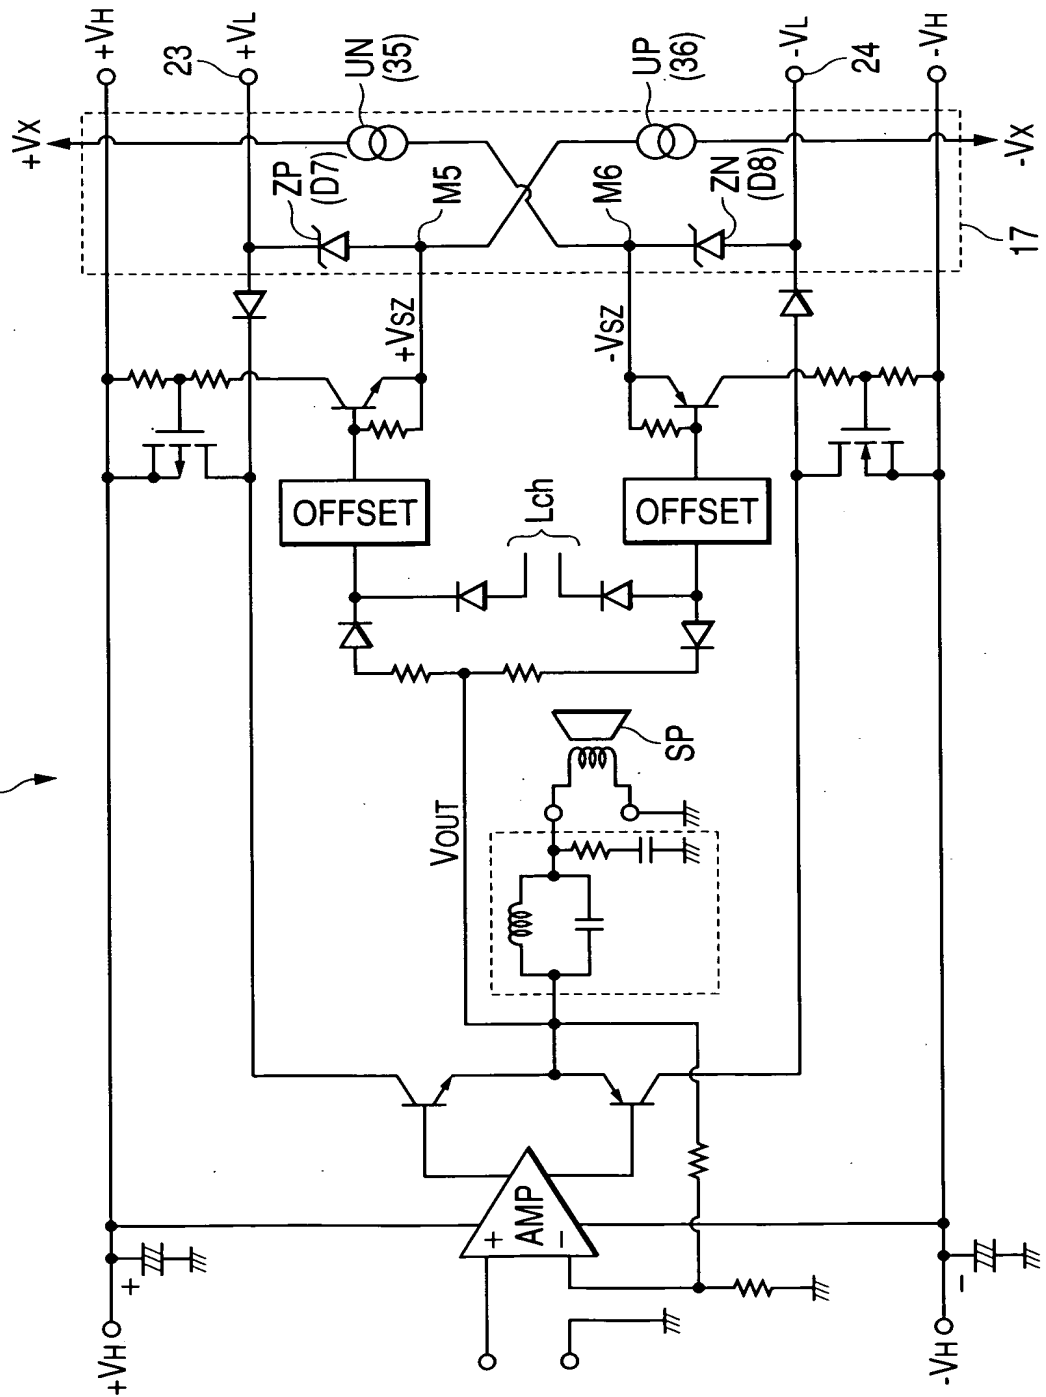 +VH
+VL
23
UN
(35)
UP
(36)
-VL
24
-VH
+VX
ZP
(D7)
M5
M6
ZN
(D8)
-VX
17
+VSZ
-VSZ
OFFSET
Lch
OFFSET
SP
VOUT
AMP
+
−
+
−
+VH
-VH